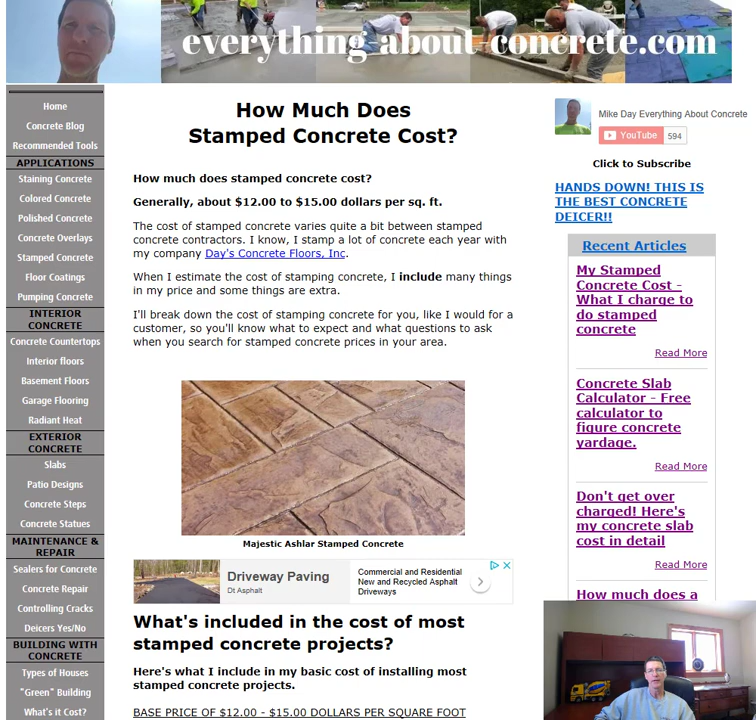 everything-about-concrete.com
Home
Concrete Blog
Recommended Tools
APPLICATIONS
Staining Concrete
Colored Concrete
Polished Concrete
Concrete Overlays
Stamped Concrete
Floor Coatings
Pumping Concrete
INTERIOR
CONCRETE
Concrete Countertops
Interior floors
Basement Floors
Garage Flooring
Radiant Heat
EXTERIOR
CONCRETE
Slabs
Patio Designs
Concrete Steps
Concrete Statues
MAINTENANCE &
REPAIR
Sealers for Concrete
Concrete Repair
Controlling Cracks
Deicers Yes/No
BUILDING WITH
CONCRETE
Types of Houses
"Green" Building
What's it Cost?
How Much Does
Stamped Concrete Cost?
How much does stamped concrete cost?
Generally, about $12.00 to $15.00 dollars per sq. ft.
The cost of stamped concrete varies quite a bit between stamped
concrete contractors. I know, I stamp a lot of concrete each year with
my company Day's Concrete Floors, Inc.
When I estimate the cost of stamping concrete, I include many things
in my price and some things are extra.
I'll break down the cost of stamping concrete for you, like I would for a
customer, so you'll know what to expect and what questions to ask
when you search for stamped concrete prices in your area.
Majestic Ashlar Stamped Concrete
Driveway Paving
Dt Asphalt
Commercial and Residential
New and Recycled Asphalt
Driveways
What's included in the cost of most
stamped concrete projects?
Here's what I include in my basic cost of installing most
stamped concrete projects.
BASE PRICE OF $12.00 - $15.00 DOLLARS PER SQUARE FOOT
Mike Day Everything About Concrete
YouTube 594
Click to Subscribe
HANDS DOWN! THIS IS
THE BEST CONCRETE
DEICER!!
Recent Articles
My Stamped
Concrete Cost -
What I charge to
do stamped
concrete
Read More
Concrete Slab
Calculator - Free
calculator to
figure concrete
yardage.
Read More
Don't get over
charged! Here's
my concrete slab
cost in detail
Read More
How much does a